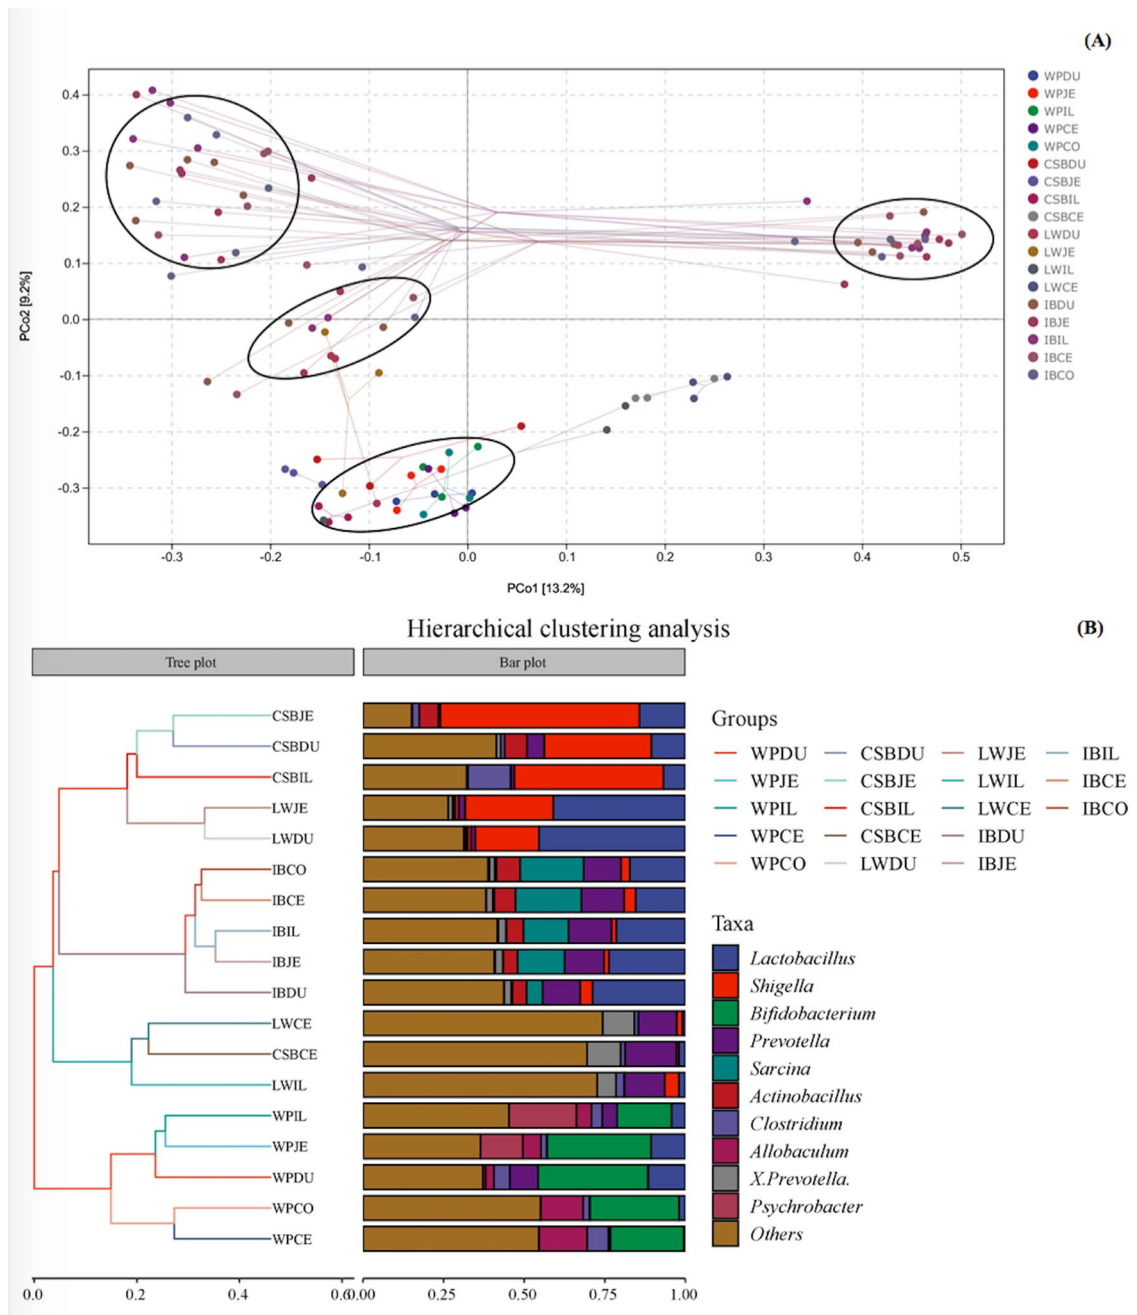 (A)
WPDU
WPJE
WPIL
WPCE
WPCO
CSBDU
CSBJE
CSBIL
CSBCE
LWDU
LWJE
LWIL
LWCE
IBDU
IBJE
IBIL
IBCE
IBCO
0.4
0.3
0.2
0.1
0.0
-0.1
-0.2
-0.3
PCo2 [9.2%]
-0.3 -0.2 -0.1 0.0 0.1 0.2 0.3 0.4 0.5
PCo1 [13.2%]
Hierarchical clustering analysis (B)
Tree plot Bar plot
CSBJE
CSBDU
CSBIL
LWJE
LWDU
IBCO
IBCE
IBIL
IBJE
IBDU
LWCE
CSBCE
LWIL
WPIL
WPJE
WPDU
WPCO
WPCE
0.0 0.2 0.4 0.60.00 0.25 0.50 0.75 1.00
Groups
WPDU CSBDU LWJE IBIL
WPJE CSBJE LWIL IBCE
WPIL CSBIL LWCE IBCO
WPCE CSBCE IBDU
WPCO LWDU IBJE
Taxa
Lactobacillus
Shigella
Bifidobacterium
Prevotella
Sarcina
Actinobacillus
Clostridium
Allobaculum
X.Prevotella.
Psychrobacter
Others